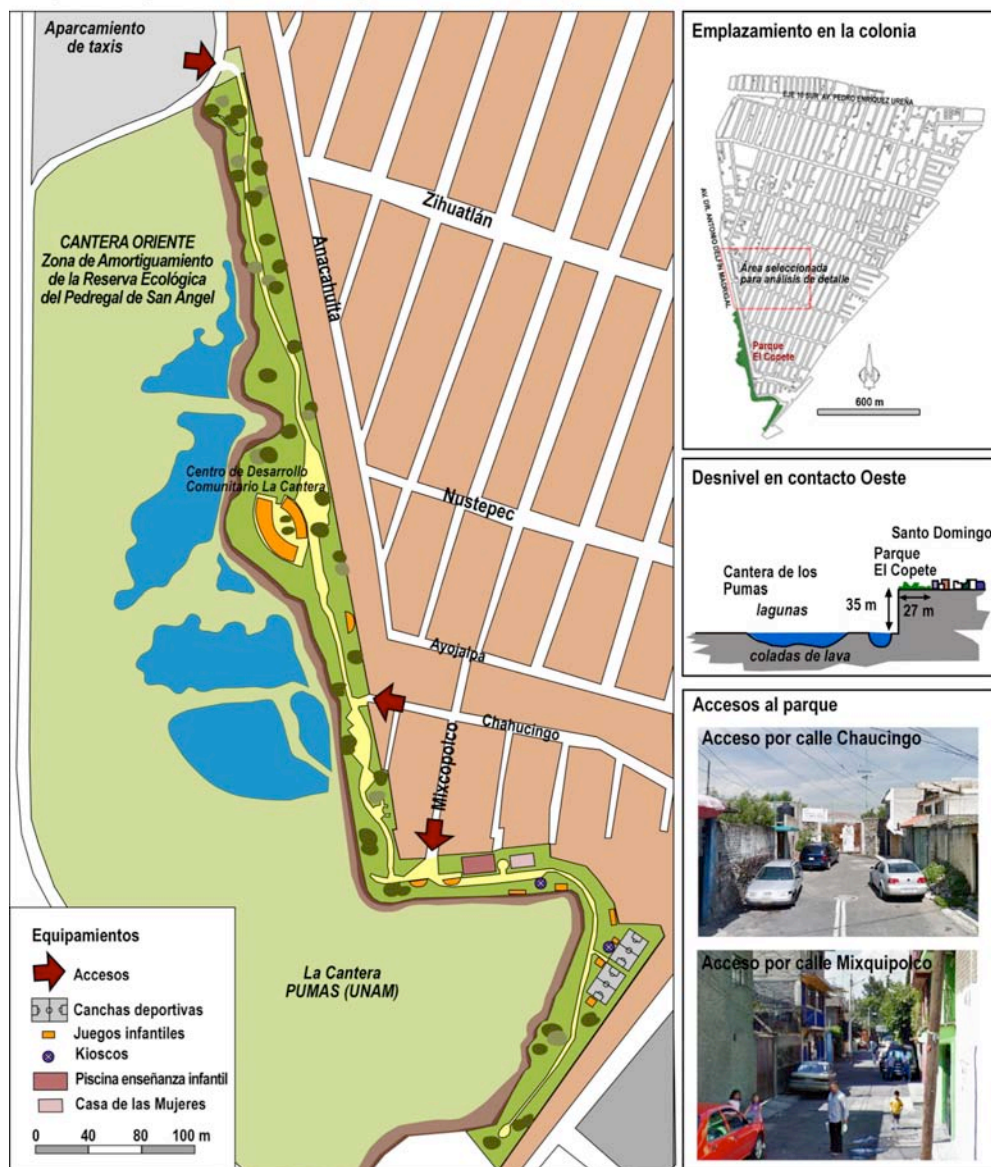 Aparcamiento
de taxis
CANTERA ORIENTE
Zona de Amortiguamiento
de la Reserva Ecológica
del Pedregal de San Ángel
Zihuatlán
Anacahuita
Centro de Desarrollo
Comunitario La Cantera
Nustepec
Ayojalpa
Chahucingo
Mixcopolco
La Cantera
PUMAS (UNAM)
Equipamientos
Accesos
Canchas deportivas
Juegos infantiles
Kioscos
Piscina enseñanza infantil
Casa de las Mujeres
0 40 80 100 m
Emplazamiento en la colonia
EJE 10 SUR. AV. PEDRO ENRIQUEZ UREÑA
AV. DR. ANTONIO DELFÍN MADRIGAL
Área seleccionada
para análisis de detalle
Parque
El Copete
N
600 m
Desnivel en contacto Oeste
Santo Domingo
Parque
El Copete
Cantera de los
Pumas
lagunas
35 m
27 m
coladas de lava
Accesos al parque
Acceso por calle Chaucingo
Acceso por calle Mixquipolco